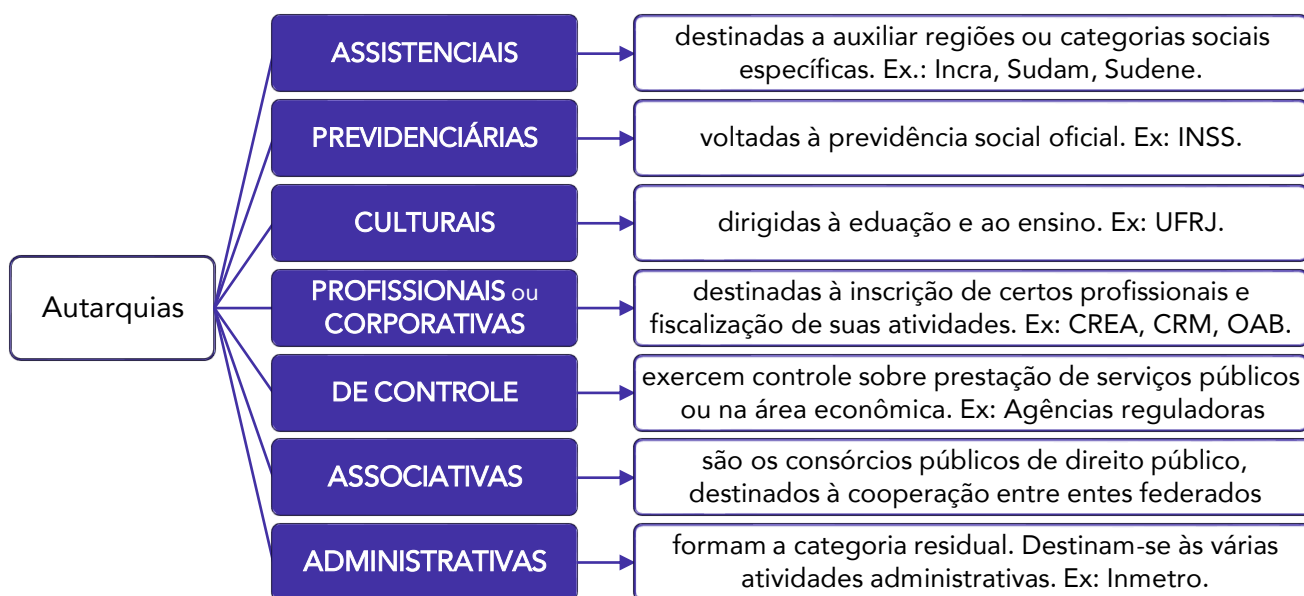 Autarquias
ASSISTENCIAIS
destinadas a auxiliar regiões ou categorias sociais
específicas. Ex.: Incra, Sudam, Sudene.
PREVIDENCIÁRIAS
voltadas à previdência social oficial. Ex: INSS.
CULTURAIS
dirigidas à eduação e ao ensino. Ex: UFRJ.
PROFISSIONAIS ou
CORPORATIVAS
destinadas à inscrição de certos profissionais e
fiscalização de suas atividades. Ex: CREA, CRM, OAB.
DE CONTROLE
exercem controle sobre prestação de serviços públicos
ou na área econômica. Ex: Agências reguladoras
ASSOCIATIVAS
são os consórcios públicos de direito público,
destinados à cooperação entre entes federados
ADMINISTRATIVAS
formam a categoria residual. Destinam-se às várias
atividades administrativas. Ex: Inmetro.